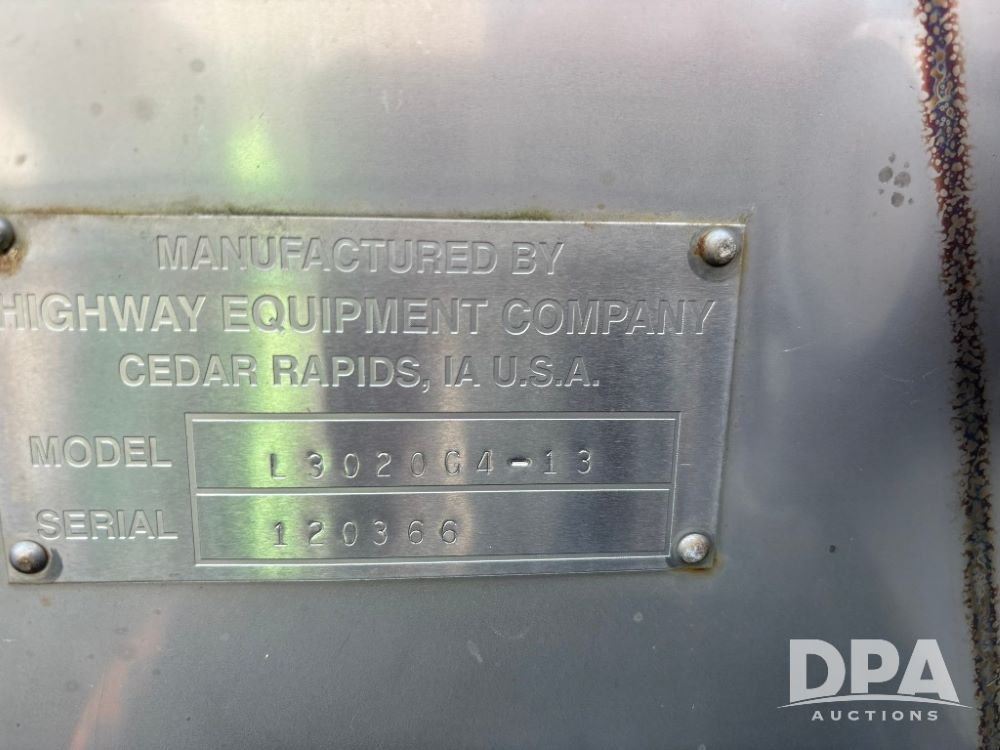 MANUFACTURED BY
HIGHWAY EQUIPMENT COMPANY
CEDAR RAPIDS, IA U.S.A.
MODEL L3020G4-13
SERIAL 120366
DPA
AUCTIONS